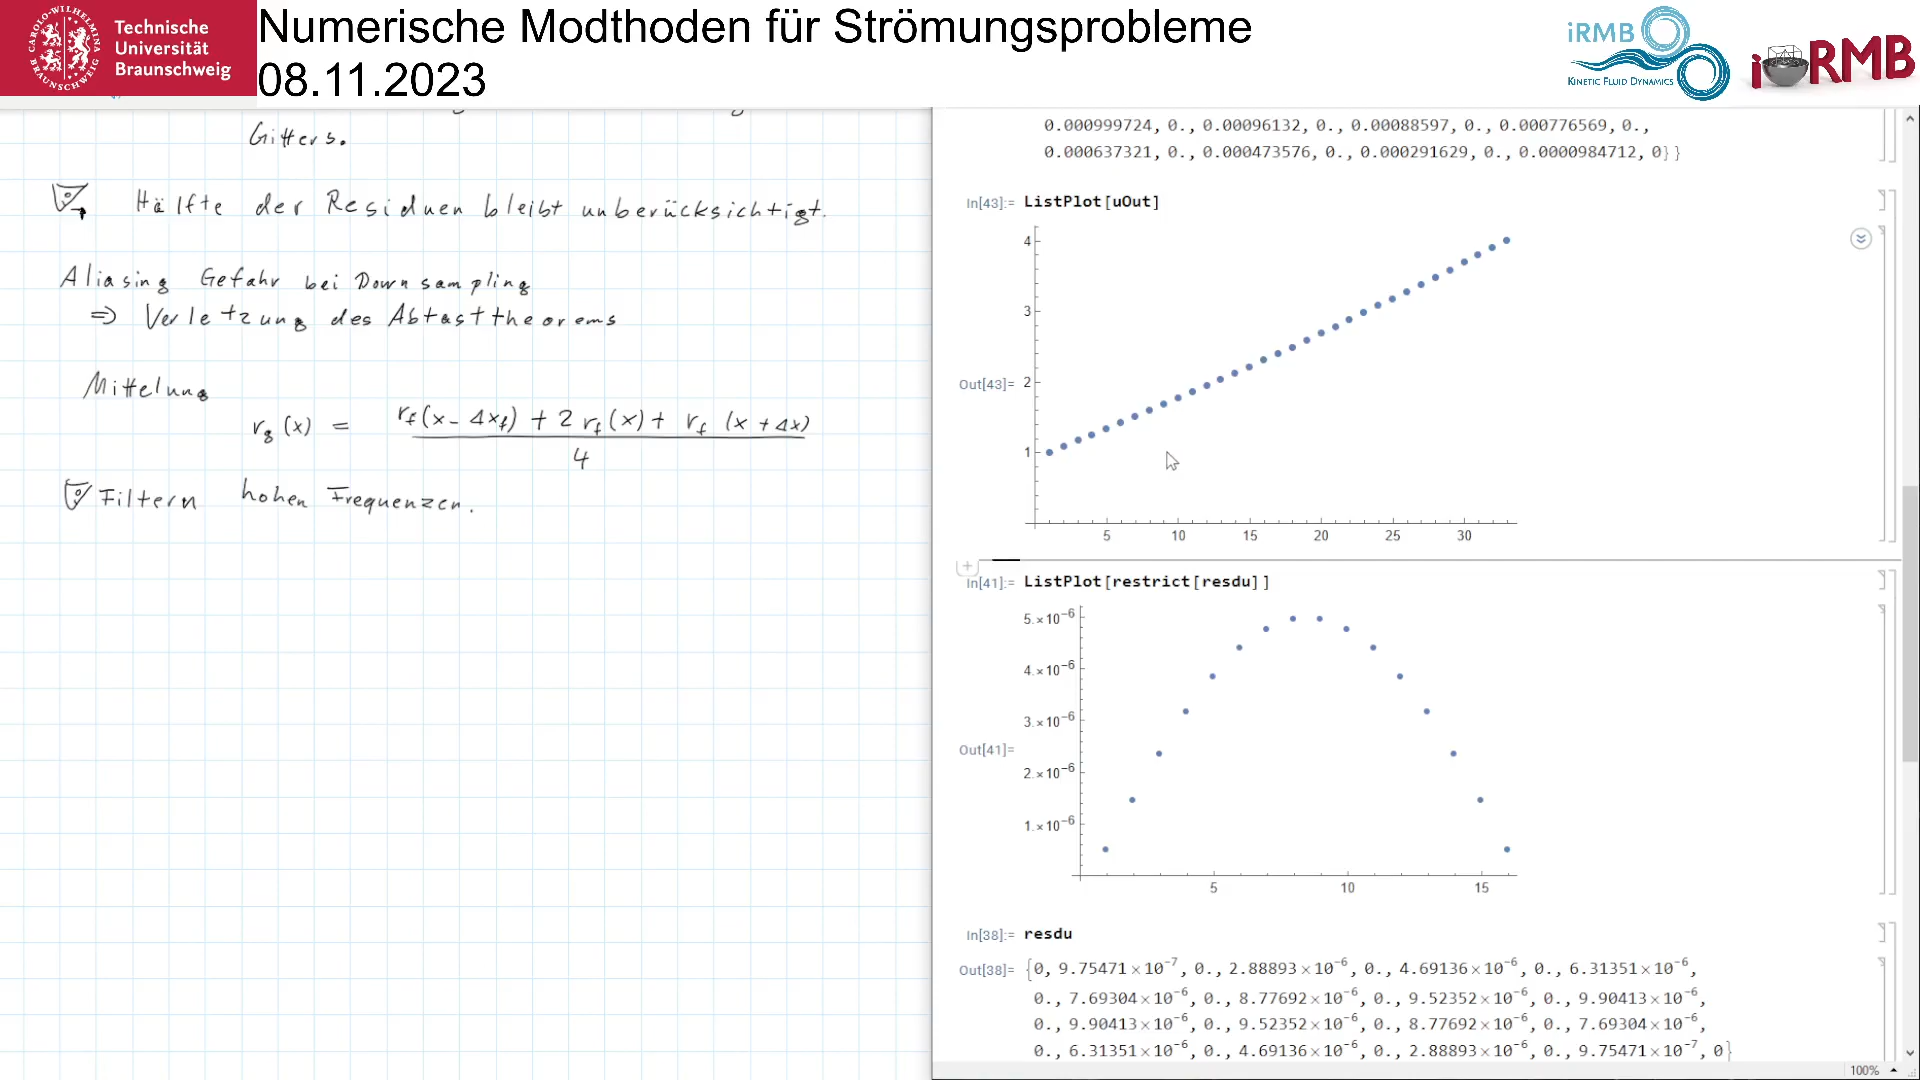 Technische
Universität
Braunschweig
Numerische Modthoden für Strömungsprobleme
08.11.2023
iRMB
KINETIC FLUID DYNAMICS
iRMB
Gitters.
Hälfte der Residuen bleibt unberücksichtigt.
Aliasing Gefahr bei Downsampling
=> Verletzung des Abtasttheorems
Mittelung
r_g (x) = (r_f(x - Δx_f) + 2 r_f(x) + r_f (x + Δx)) / 4
Filtern hohen Frequenzen.
0.000999724, 0., 0.00096132, 0., 0.00088597, 0., 0.000776569, 0.,
0.000637321, 0., 0.000473576, 0., 0.000291629, 0., 0.0000984712, 0}}
In[43]:= ListPlot[uOut]
4
3
Out[43]= 2
1
5 10 15 20 25 30
In[41]:= ListPlot[restrict[resdu]]
5.×10^-6
4.×10^-6
3.×10^-6
Out[41]=
2.×10^-6
1.×10^-6
5 10 15
In[38]:= resdu
Out[38]= {0, 9.75471×10^-7, 0., 2.88893×10^-6, 0., 4.69136×10^-6, 0., 6.31351×10^-6,
0., 7.69304×10^-6, 0., 8.77692×10^-6, 0., 9.52352×10^-6, 0., 9.90413×10^-6,
0., 9.90413×10^-6, 0., 9.52352×10^-6, 0., 8.77692×10^-6, 0., 7.69304×10^-6,
0., 6.31351×10^-6, 0., 4.69136×10^-6, 0., 2.88893×10^-6, 0., 9.75471×10^-7, 0}
100%